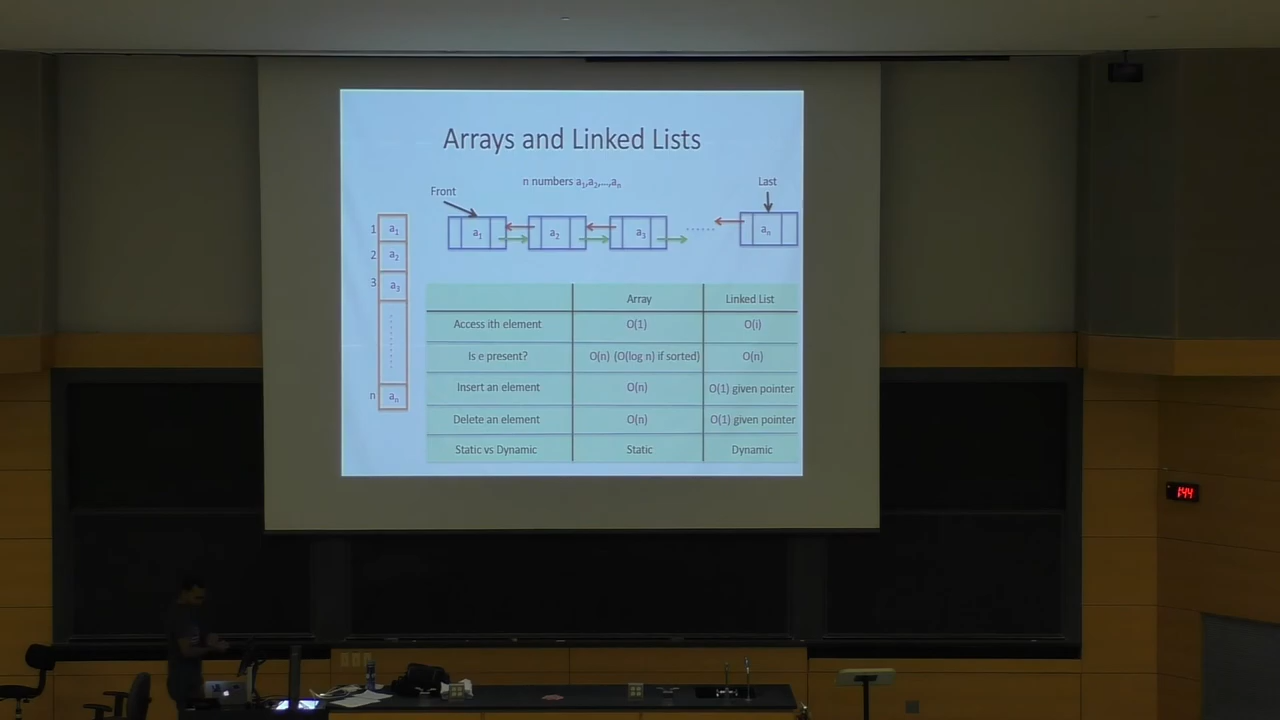 Arrays and Linked Lists
n numbers a₁,a₂,...,aₙ
Front
Last
a₁ a₂ a₃ ...... aₙ
1 a₁
2 a₂
3 a₃
n aₙ
Array Linked List
Access ith element O(1) O(i)
Is e present? O(n) (O(log n) if sorted) O(n)
Insert an element O(n) O(1) given pointer
Delete an element O(n) O(1) given pointer
Static vs Dynamic Static Dynamic
1:44